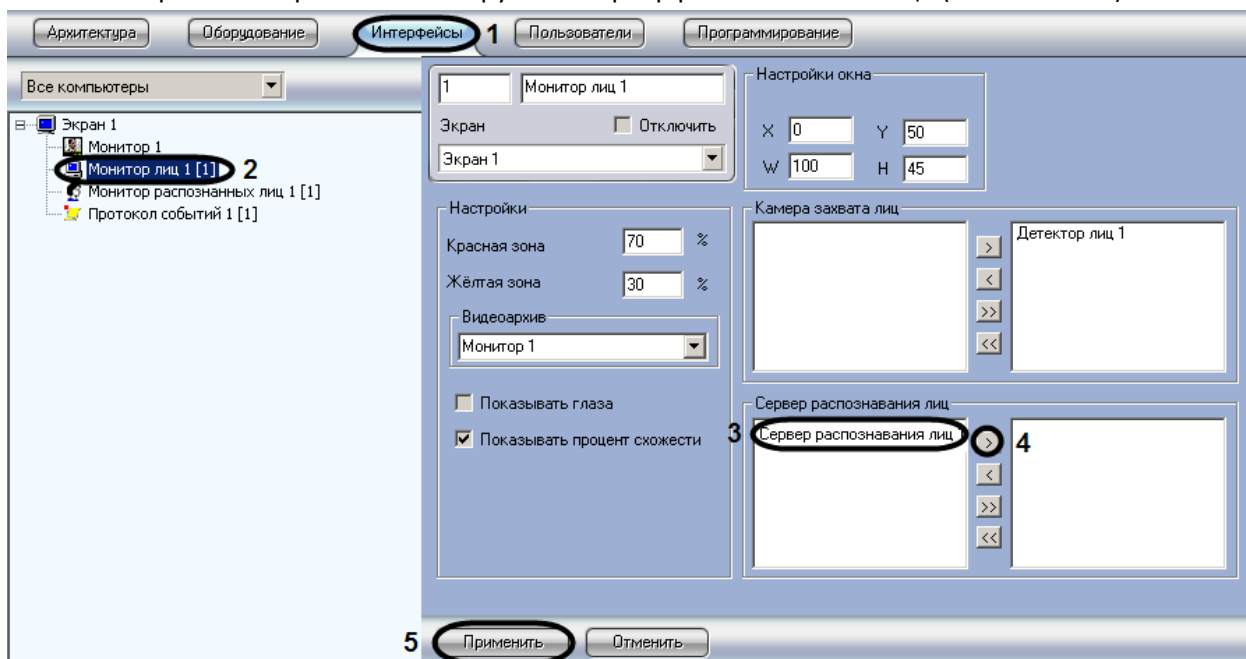 Архитектура Оборудование Интерфейсы 1 Пользователи Программирование
Все компьютеры
Экран 1
Монитор 1
Монитор лиц 1 [1] 2
Монитор распознанных лиц 1 [1]
Протокол событий 1 [1]
1 Монитор лиц 1
Экран Отключить
Экран 1
Настройки окна
X 0 Y 50
W 100 H 45
Настройки
Красная зона 70 %
Жёлтая зона 30 %
Видеоархив
Монитор 1
Показывать глаза
Показывать процент схожести
Камера захвата лиц
Детектор лиц 1
>
<
>>
<<
Сервер распознавания лиц
3 Сервер распознавания лиц > 4
<
>>
<<
5 Применить Отменить